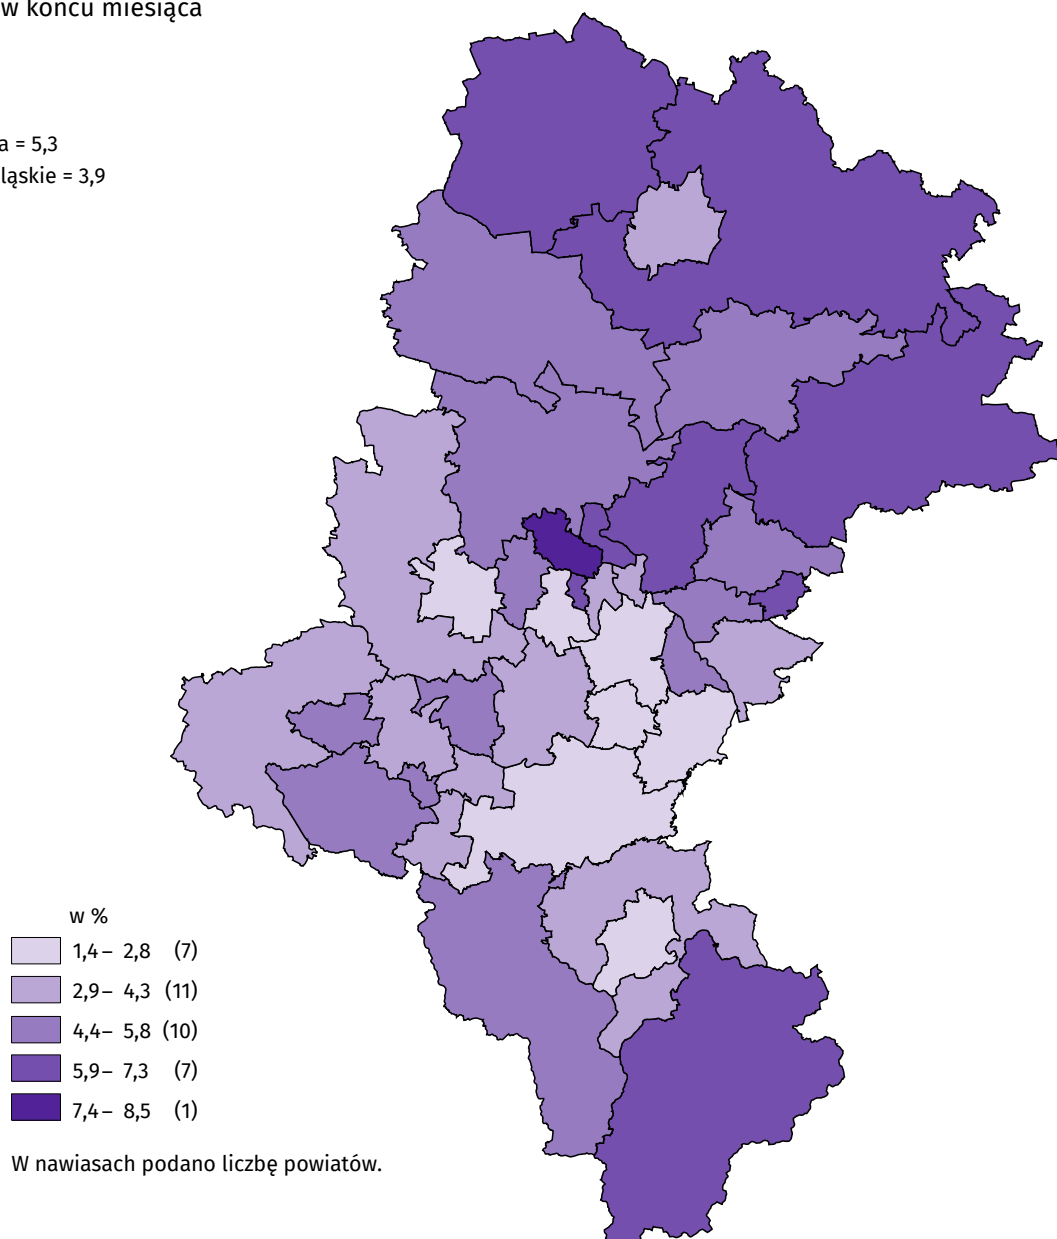 w końcu miesiąca
a = 5,3
ląskie = 3,9
w %
1,4 – 2,8 (7)
2,9 – 4,3 (11)
4,4 – 5,8 (10)
5,9 – 7,3 (7)
7,4 – 8,5 (1)
W nawiasach podano liczbę powiatów.